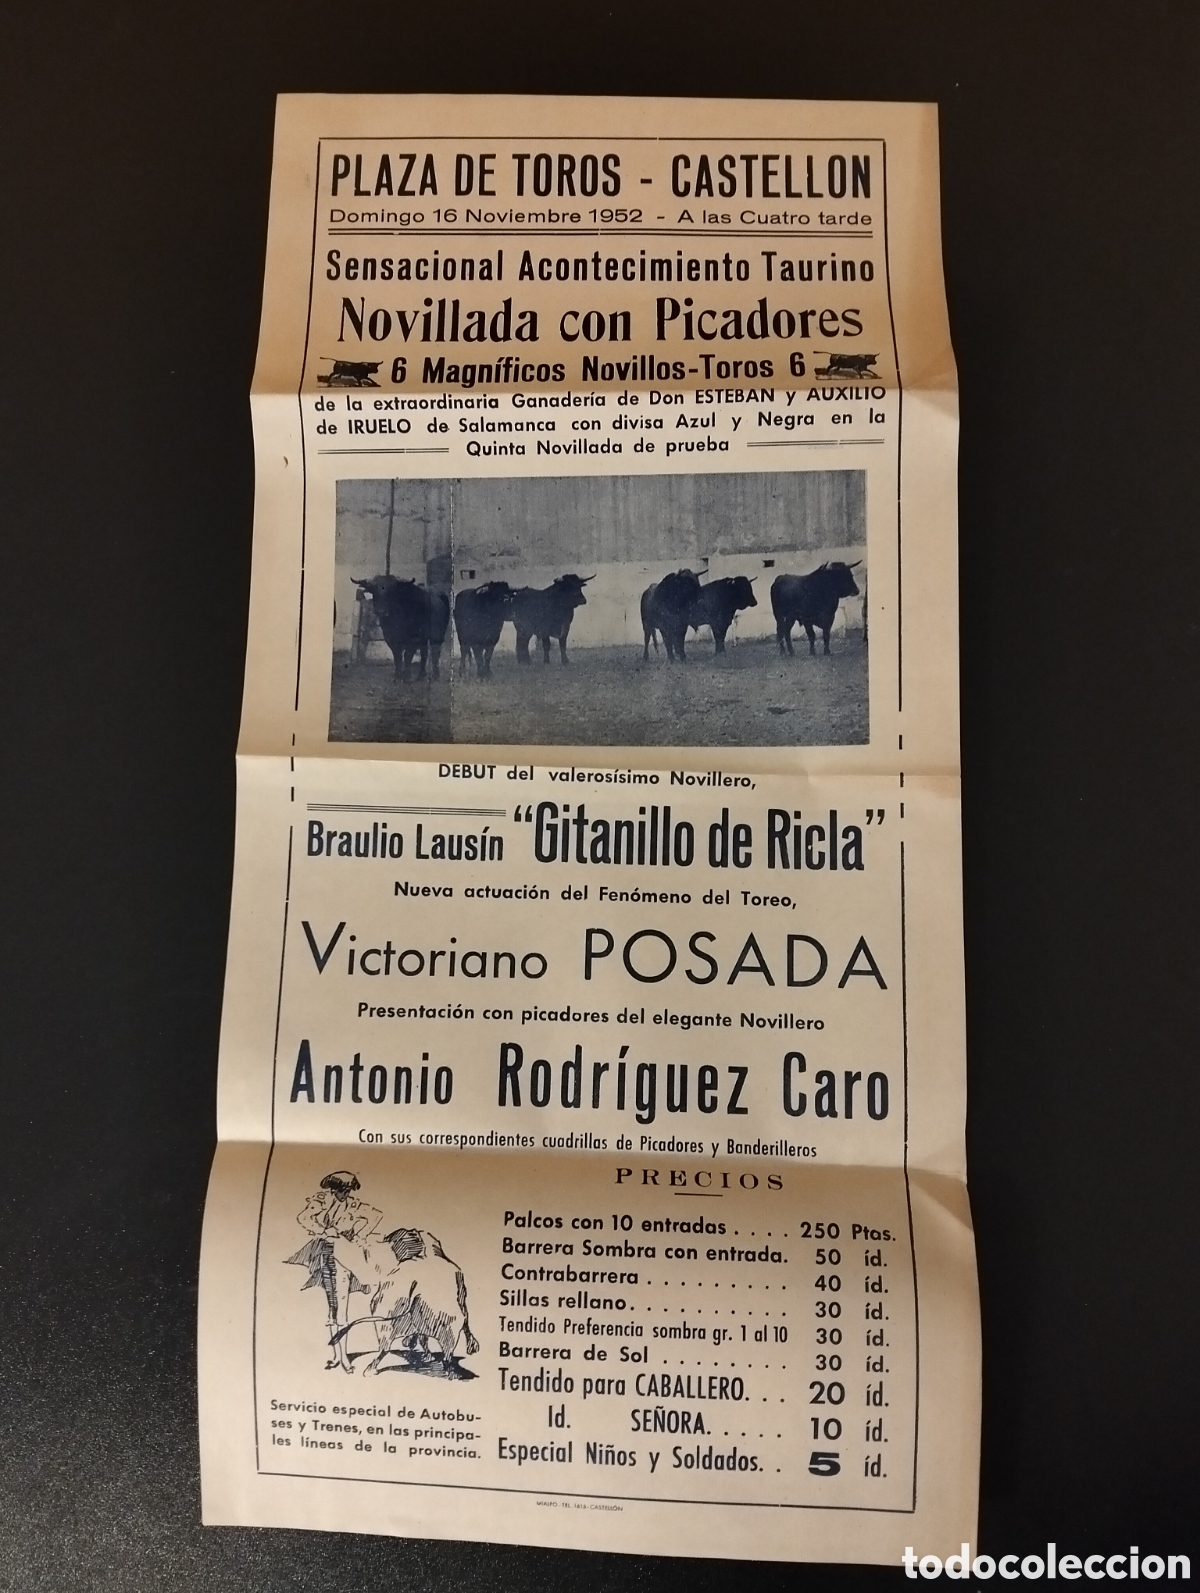 PLAZA DE TOROS - CASTELLON
Domingo 16 Noviembre 1952 - A las Cuatro tarde
Sensacional Acontecimiento Taurino
Novillada con Picadores
6 Magníficos Novillos-Toros 6
de la extraordinaria Ganadería de Don ESTEBAN y AUXILIO
de IRUELO de Salamanca con divisa Azul y Negra en la
Quinta Novillada de prueba
DEBUT del valerosísimo Novillero,
Braulio Lausín "Gitanillo de Ricla"
Nueva actuación del Fenómeno del Toreo,
Victoriano POSADA
Presentación con picadores del elegante Novillero
Antonio Rodríguez Caro
Con sus correspondientes cuadrillas de Picadores y Banderilleros
PRECIOS
Palcos con 10 entradas . . . . 250 Ptas.
Barrera Sombra con entrada. 50 íd.
Contrabarrera . . . . . . . . . 40 íd.
Sillas rellano. . . . . . . . . . 30 íd.
Tendido Preferencia sombra gr. 1 al 10 30 íd.
Barrera de Sol . . . . . . . . 30 íd.
Tendido para CABALLERO. . . 20 íd.
Id. SEÑORA. . . . . 10 íd.
Especial Niños y Soldados. . 5 íd.
Servicio especial de Autobu-
ses y Trenes, en las principa-
les líneas de la provincia.
TEL. 1618 - CASTELLÓN
todocoleccion